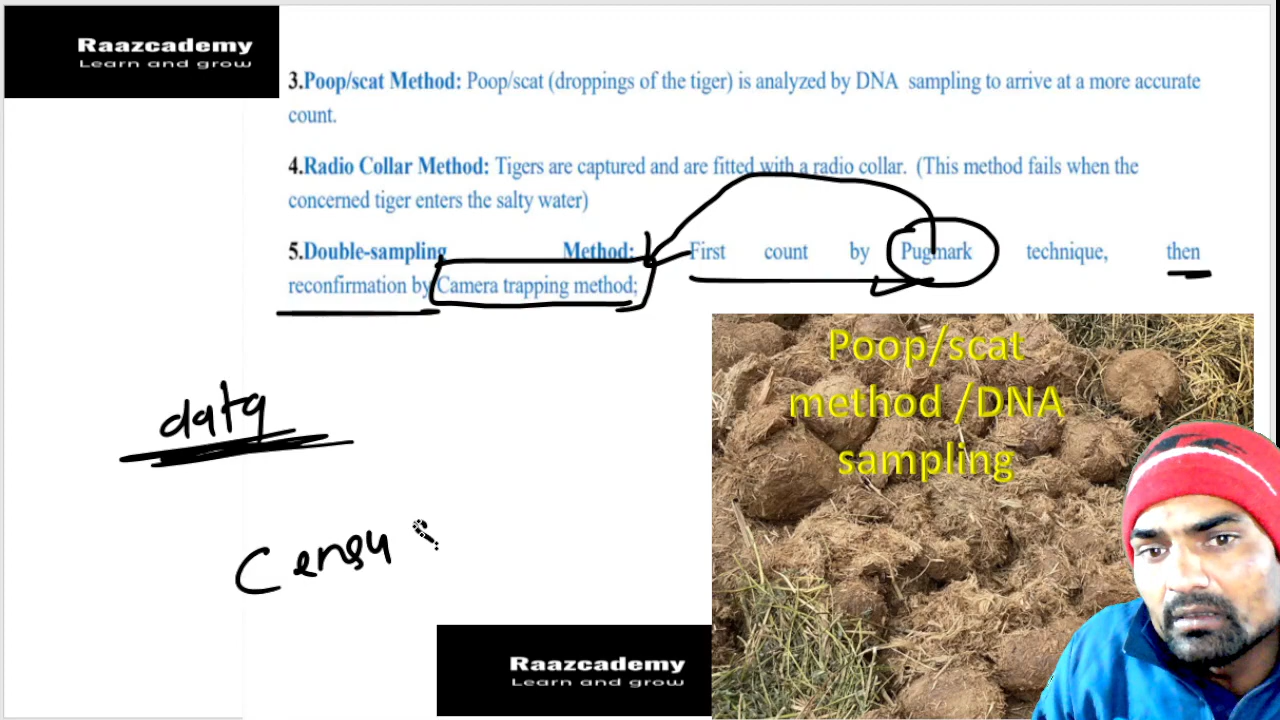 Raazcademy
Learn and grow
3.Poop/scat Method: Poop/scat (droppings of the tiger) is analyzed by DNA sampling to arrive at a more accurate
count.
4.Radio Collar Method: Tigers are captured and are fitted with a radio collar. (This method fails when the
concerned tiger enters the salty water)
5.Double-sampling Method: First count by Pugmark technique, then
reconfirmation by Camera trapping method;
Poop/scat
method /DNA
sampling
data
Censu
Raazcademy
Learn and grow